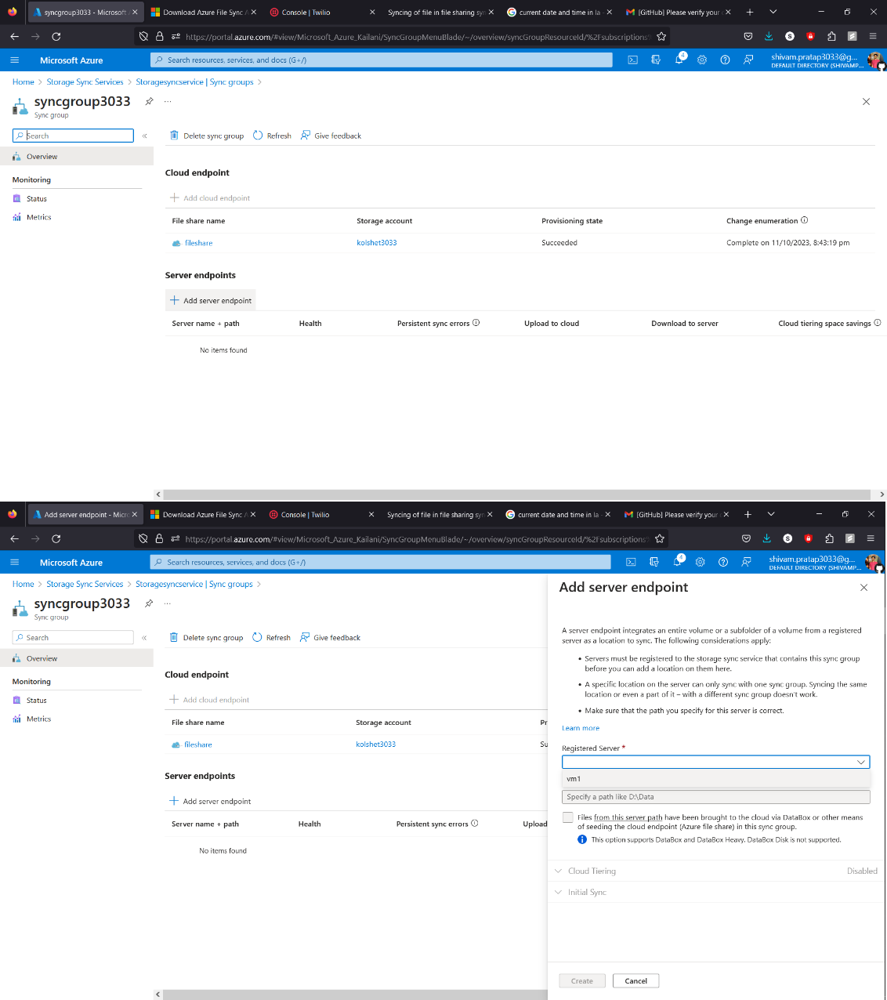 syncgroup3033 - Microsoft A
Download Azure File Sync A
Console | Twilio
Syncing of file in file sharing syn
current date and time in la -
[GitHub] Please verify your
https://portal.azure.com/#view/Microsoft_Azure_Kailani/SyncGroupMenuBlade/~/overview/syncGroupResourceId/%2Fsubscriptions
Microsoft Azure
Search resources, services, and docs (G+/)
4
shivam.pratap3033@g...
DEFAULT DIRECTORY (SHIVAMP...
Home > Storage Sync Services > Storagesyncservice | Sync groups >
syncgroup3033
...
Sync group
Search
«
Delete sync group
Refresh
Give feedback
Overview
Monitoring
Status
Metrics
Cloud endpoint
Add cloud endpoint
File share name
Storage account
Provisioning state
Change enumeration
fileshare
kolshet3033
Succeeded
Complete on 11/10/2023, 8:43:19 pm
Server endpoints
Add server endpoint
Server name + path
Health
Persistent sync errors
Upload to cloud
Download to server
Cloud tiering space savings
No items found
Add server endpoint - Micro
Download Azure File Sync A
Console | Twilio
Syncing of file in file sharing syn
current date and time in la -
[GitHub] Please verify your
https://portal.azure.com/#view/Microsoft_Azure_Kailani/SyncGroupMenuBlade/~/overview/syncGroupResourceId/%2Fsubscriptions
Microsoft Azure
Search resources, services, and docs (G+/)
4
shivam.pratap3033@g...
DEFAULT DIRECTORY (SHIVAMP...
Home > Storage Sync Services > Storagesyncservice | Sync groups >
syncgroup3033
...
Sync group
Search
«
Delete sync group
Refresh
Give feedback
Overview
Monitoring
Status
Metrics
Cloud endpoint
Add cloud endpoint
File share name
Storage account
Pr
fileshare
kolshet3033
Su
Server endpoints
Add server endpoint
Server name + path
Health
Persistent sync errors
Upload
No items found
Add server endpoint
A server endpoint integrates an entire volume or a subfolder of a volume from a registered
server as a location to sync. The following considerations apply:
• Servers must be registered to the storage sync service that contains this sync group
before you can add a location on them here.
• A specific location on the server can only sync with one sync group. Syncing the same
location or even a part of it – with a different sync group doesn't work.
• Make sure that the path you specify for this server is correct.
Learn more
Registered Server *
vm1
Specify a path like D:\Data
Files from this server path have been brought to the cloud via DataBox or other means
of seeding the cloud endpoint (Azure file share) in this sync group.
This option supports DataBox and DataBox Heavy. DataBox Disk is not supported.
Cloud Tiering
Disabled
Initial Sync
Create
Cancel